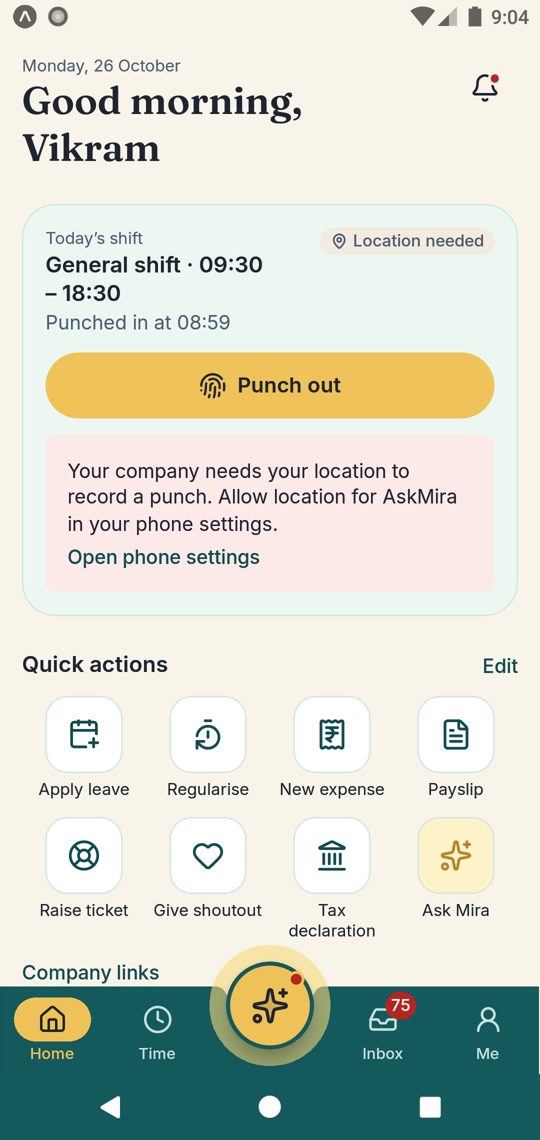 9:04
Monday, 26 October
Good morning,
Vikram
Today's shift
Location needed
General shift · 09:30
– 18:30
Punched in at 08:59
Punch out
Your company needs your location to
record a punch. Allow location for AskMira
in your phone settings.
Open phone settings
Quick actions
Edit
Apply leave
Regularise
New expense
Payslip
Raise ticket
Give shoutout
Tax
declaration
Ask Mira
Company links
75
Home
Time
Inbox
Me